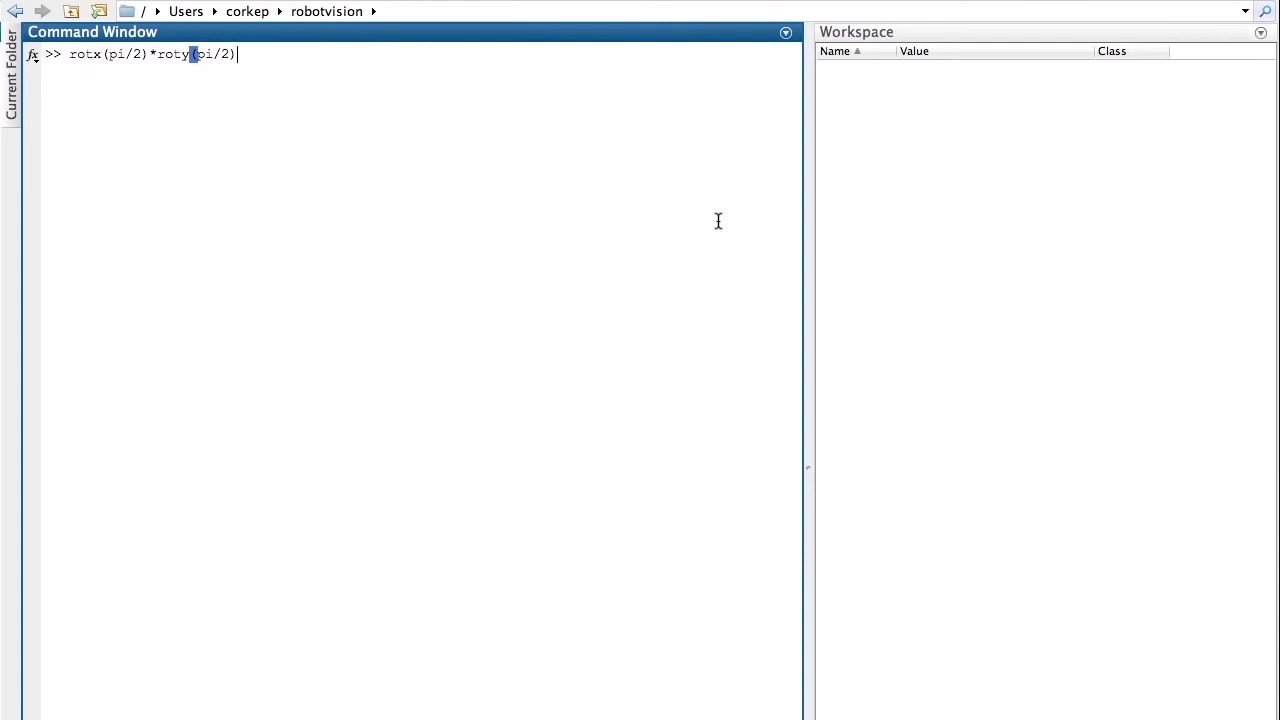 / Users corkep robotvision
Current Folder
Command Window
fx >> rotx(pi/2)*roty(pi/2)
Workspace
Name Value Class